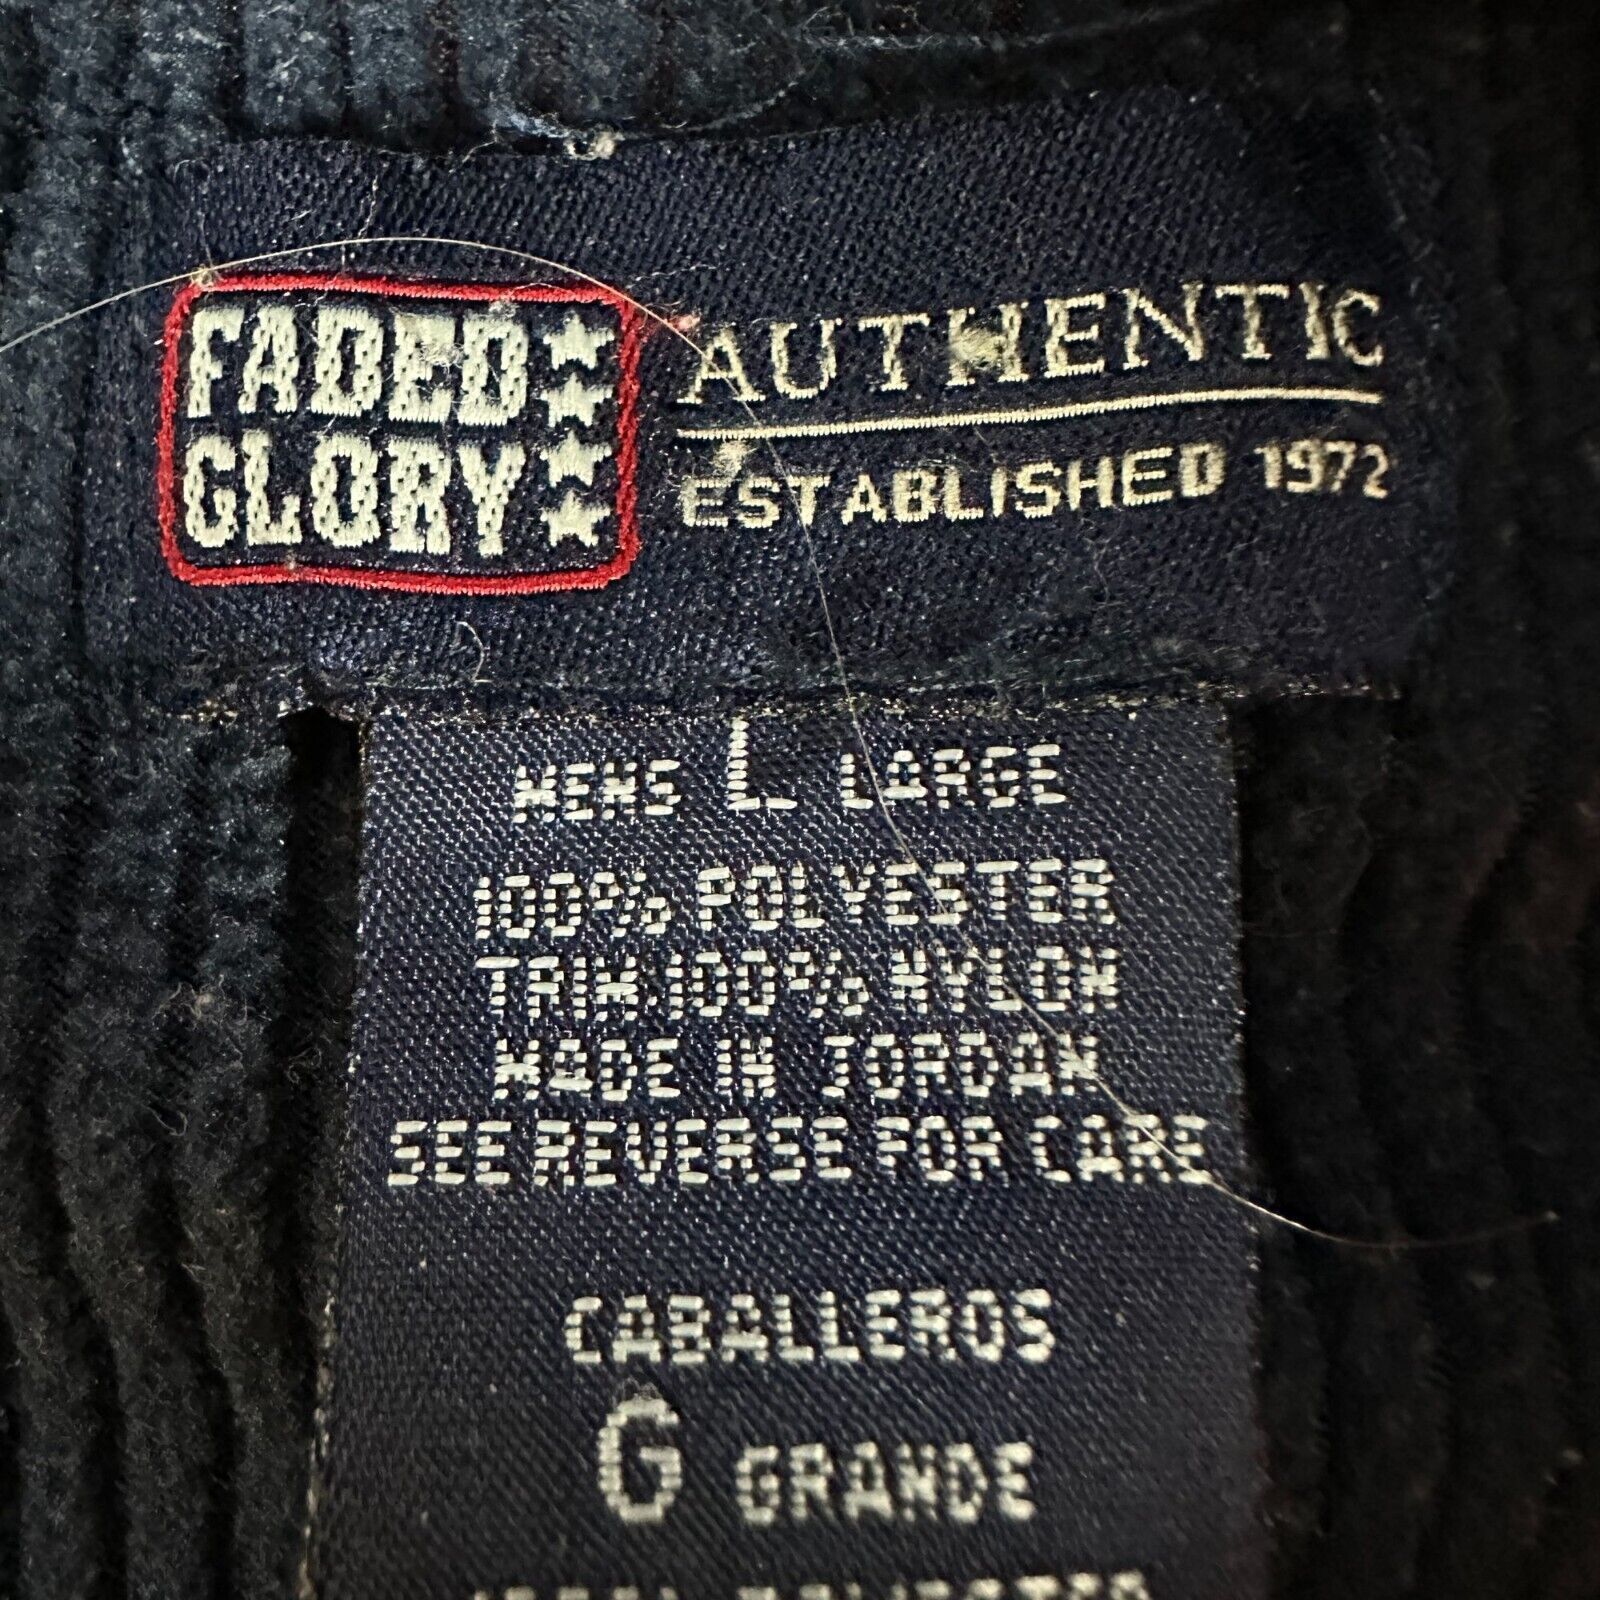 FADED
GLORY
AUTHENTIC
ESTABLISHED 1972
MENS L LARGE
100% POLYESTER
TRIM:100% NYLON
MADE IN JORDAN
SEE REVERSE FOR CARE
CABALLEROS
G GRANDE